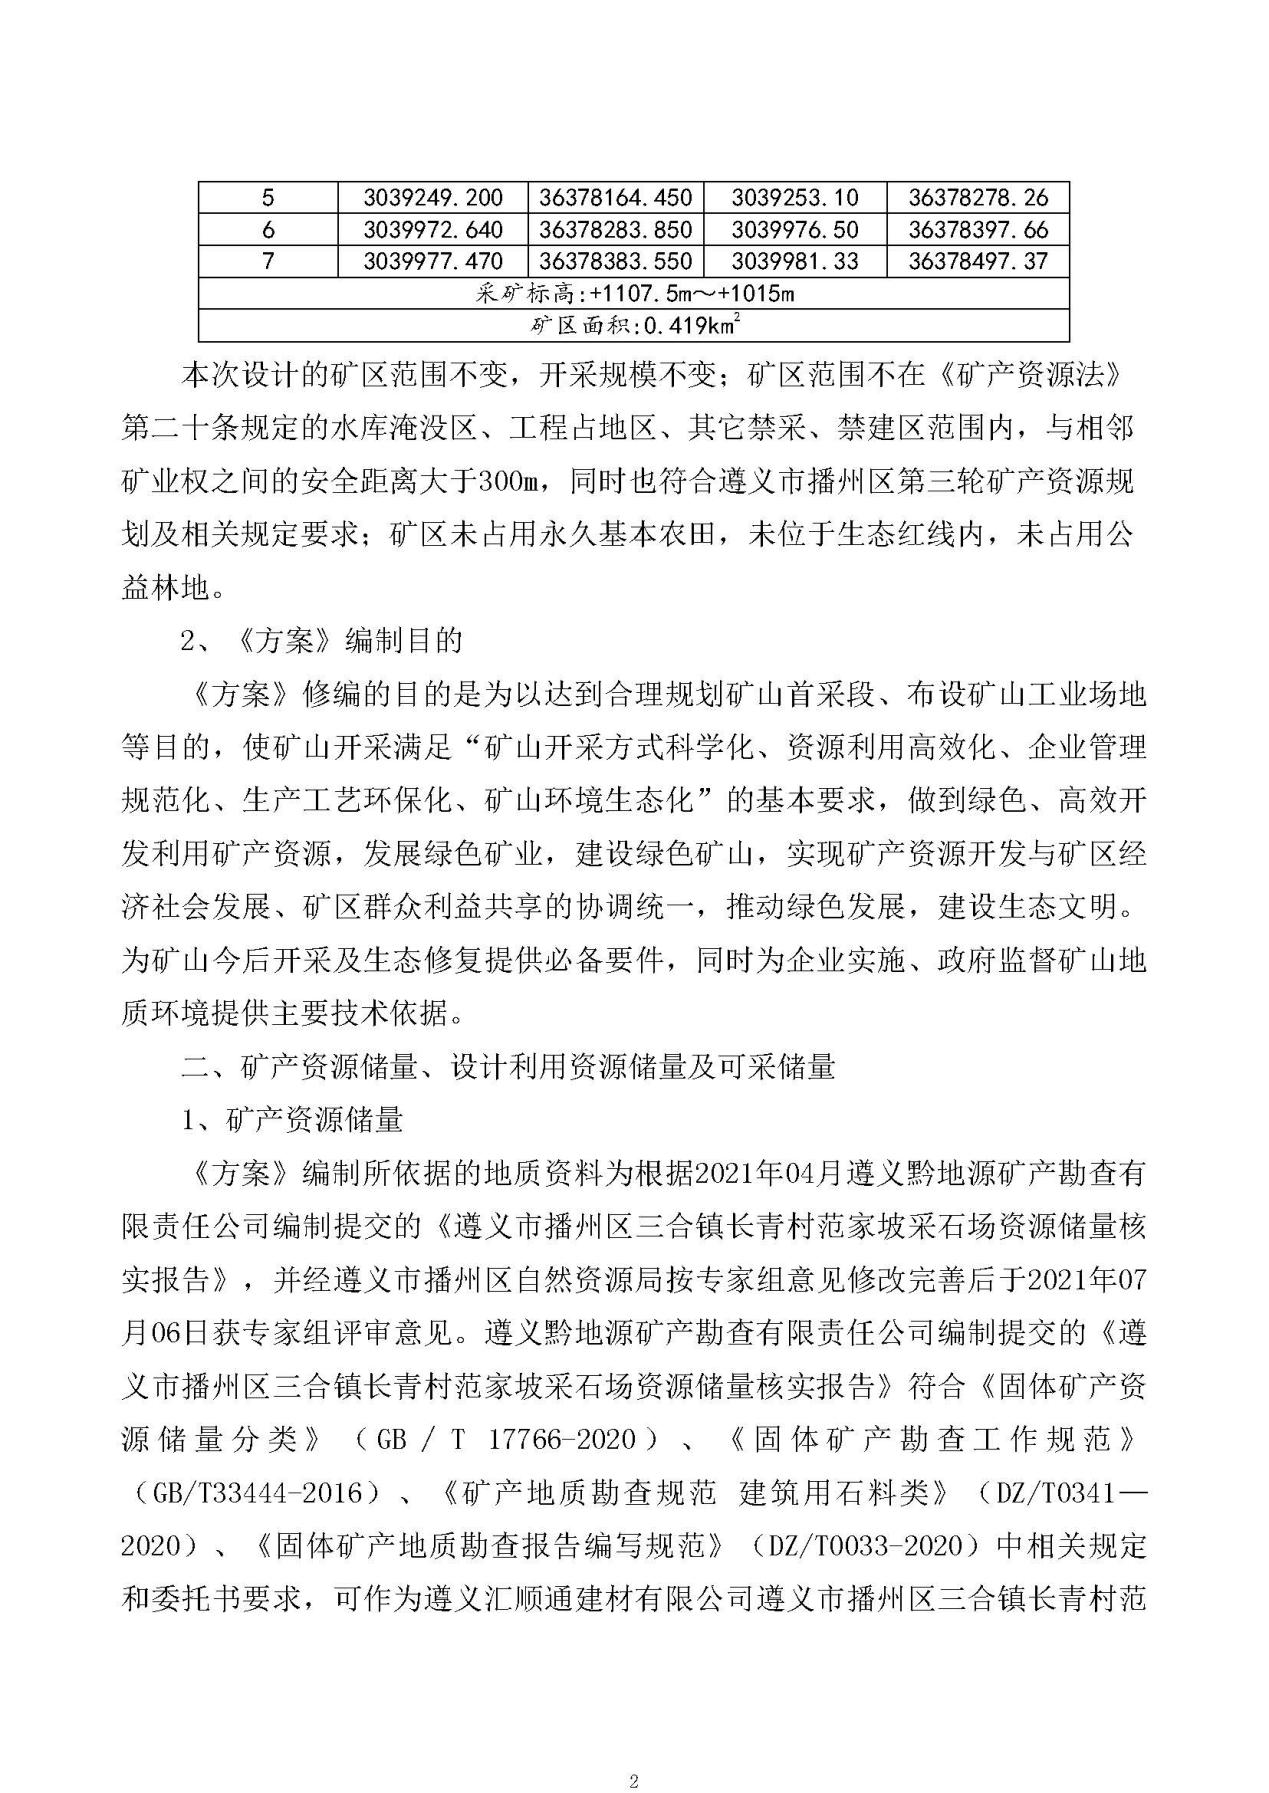 5 3039249.200 36378164.450 3039253.10 36378278.26
6 3039972.640 36378283.850 3039976.50 36378397.66
7 3039977.470 36378383.550 3039981.33 36378497.37
采矿标高:+1107.5m～+1015m
矿区面积:0.419km²
本次设计的矿区范围不变，开采规模不变；矿区范围不在《矿产资源法》
第二十条规定的水库淹没区、工程占地区、其它禁采、禁建区范围内，与相邻
矿业权之间的安全距离大于300m，同时也符合遵义市播州区第三轮矿产资源规
划及相关规定要求；矿区未占用永久基本农田，未位于生态红线内，未占用公
益林地。
2、《方案》编制目的
《方案》修编的目的是为以达到合理规划矿山首采段、布设矿山工业场地
等目的，使矿山开采满足“矿山开采方式科学化、资源利用高效化、企业管理
规范化、生产工艺环保化、矿山环境生态化”的基本要求，做到绿色、高效开
发利用矿产资源，发展绿色矿业，建设绿色矿山，实现矿产资源开发与矿区经
济社会发展、矿区群众利益共享的协调统一，推动绿色发展，建设生态文明。
为矿山今后开采及生态修复提供必备要件，同时为企业实施、政府监督矿山地
质环境提供主要技术依据。
二、矿产资源储量、设计利用资源储量及可采储量
1、矿产资源储量
《方案》编制所依据的地质资料为根据2021年04月遵义黔地源矿产勘查有
限责任公司编制提交的《遵义市播州区三合镇长青村范家坡采石场资源储量核
实报告》，并经遵义市播州区自然资源局按专家组意见修改完善后于2021年07
月06日获专家组评审意见。遵义黔地源矿产勘查有限责任公司编制提交的《遵
义市播州区三合镇长青村范家坡采石场资源储量核实报告》符合《固体矿产资
源储量分类》（GB / T 17766-2020）、《固体矿产勘查工作规范》
（GB/T33444-2016）、《矿产地质勘查规范 建筑用石料类》（DZ/T0341—
2020）、《固体矿产地质勘查报告编写规范》（DZ/T0033-2020）中相关规定
和委托书要求，可作为遵义汇顺通建材有限公司遵义市播州区三合镇长青村范
2